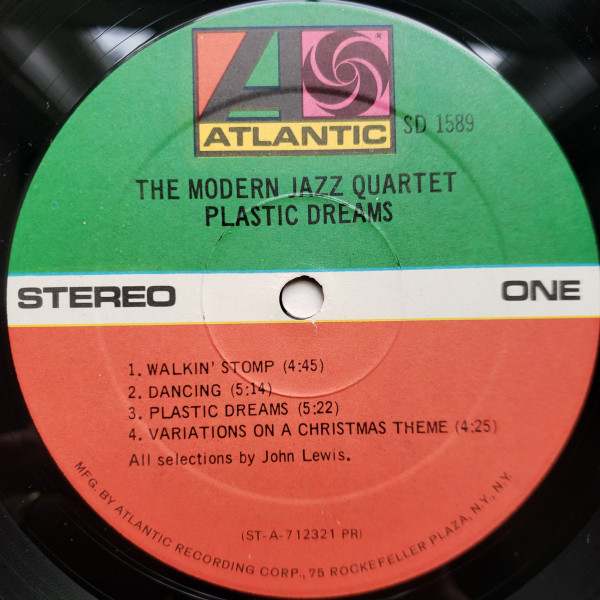 ATLANTIC
SD 1589
THE MODERN JAZZ QUARTET
PLASTIC DREAMS
STEREO
ONE
1. WALKIN' STOMP (4:45)
2. DANCING (5:14)
3. PLASTIC DREAMS (5:22)
4. VARIATIONS ON A CHRISTMAS THEME (4:25)
All selections by John Lewis.
(ST-A-712321 PR)
MFG. BY ATLANTIC RECORDING CORP., 75 ROCKEFELLER PLAZA, N.Y., N.Y.